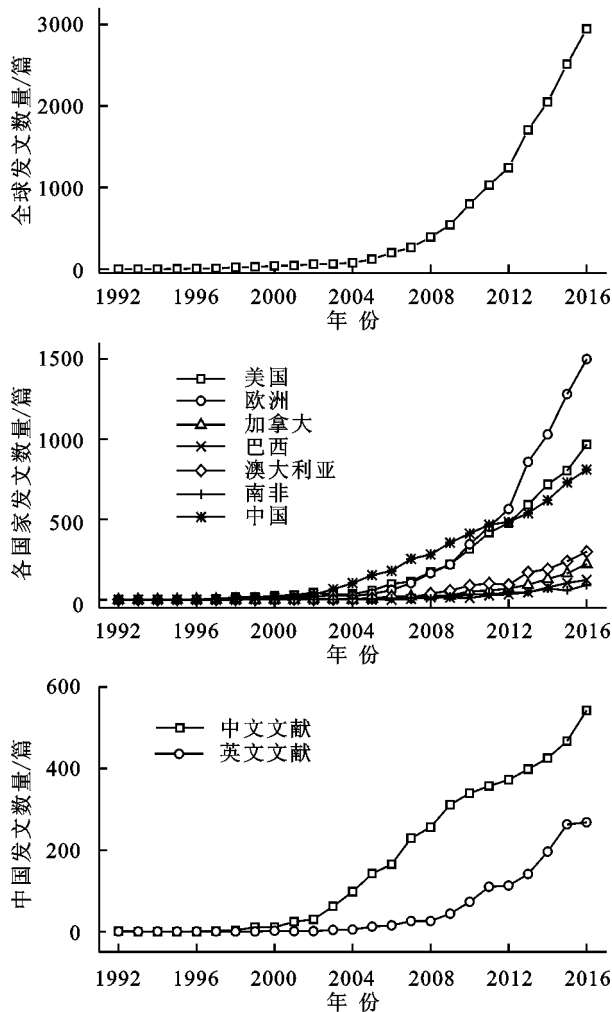 全球发文数量/篇
3000
2000
1000
0
1992 1996 2000 2004 2008 2012 2016
年 份
各国家发文数量/篇
1500
1000
500
0
美国
欧洲
加拿大
巴西
澳大利亚
南非
中国
1992 1996 2000 2004 2008 2012 2016
年 份
中国发文数量/篇
600
400
200
0
中文文献
英文文献
1992 1996 2000 2004 2008 2012 2016
年 份